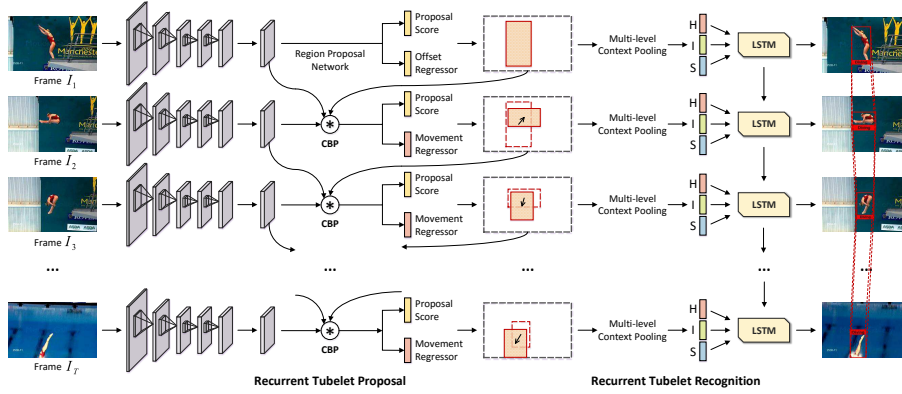 Proposal
Score
Region Proposal
Network
Offset
Regressor
Multi-level
Context Pooling
H
I
S
LSTM
Frame I1
Proposal
Score
*
CBP
Movement
Regressor
Multi-level
Context Pooling
H
I
S
LSTM
Frame I2
Proposal
Score
*
CBP
Movement
Regressor
Multi-level
Context Pooling
H
I
S
LSTM
Frame I3
... ... ... ... ...
Proposal
Score
*
CBP
Movement
Regressor
Multi-level
Context Pooling
H
I
S
LSTM
Frame IT
Recurrent Tubelet Proposal
Recurrent Tubelet Recognition